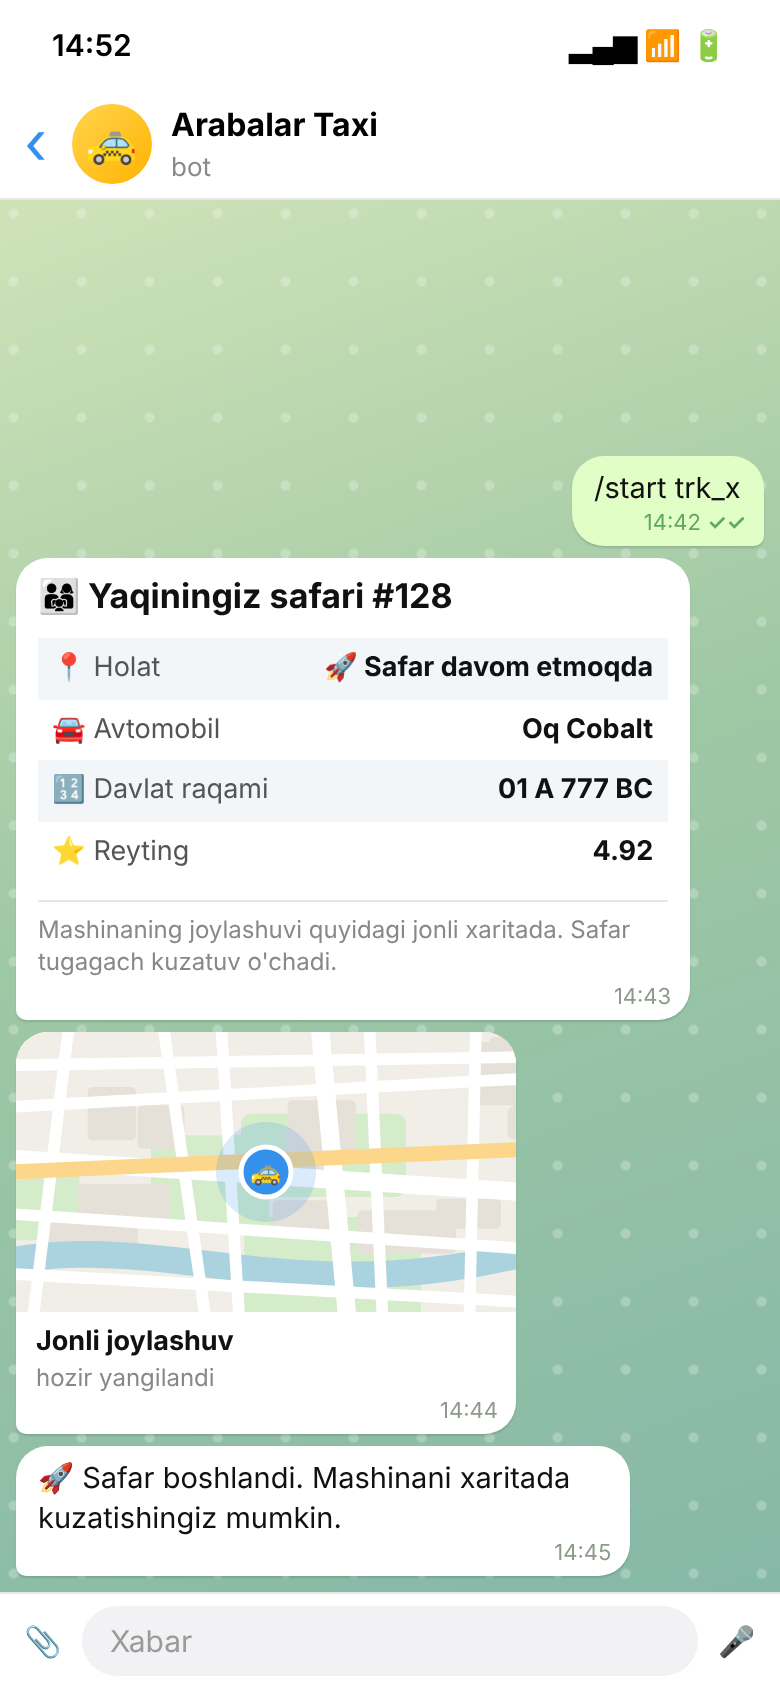 14:52
Arabalar Taxi
bot
/start trk_x
14:42
Yaqiningiz safari #128
Holat Safar davom etmoqda
Avtomobil Oq Cobalt
Davlat raqami 01 A 777 BC
Reyting 4.92
Mashinaning joylashuvi quyidagi jonli xaritada. Safar
tugagach kuzatuv o'chadi.
14:43
Jonli joylashuv
hozir yangilandi
14:44
Safar boshlandi. Mashinani xaritada
kuzatishingiz mumkin.
14:45
Xabar